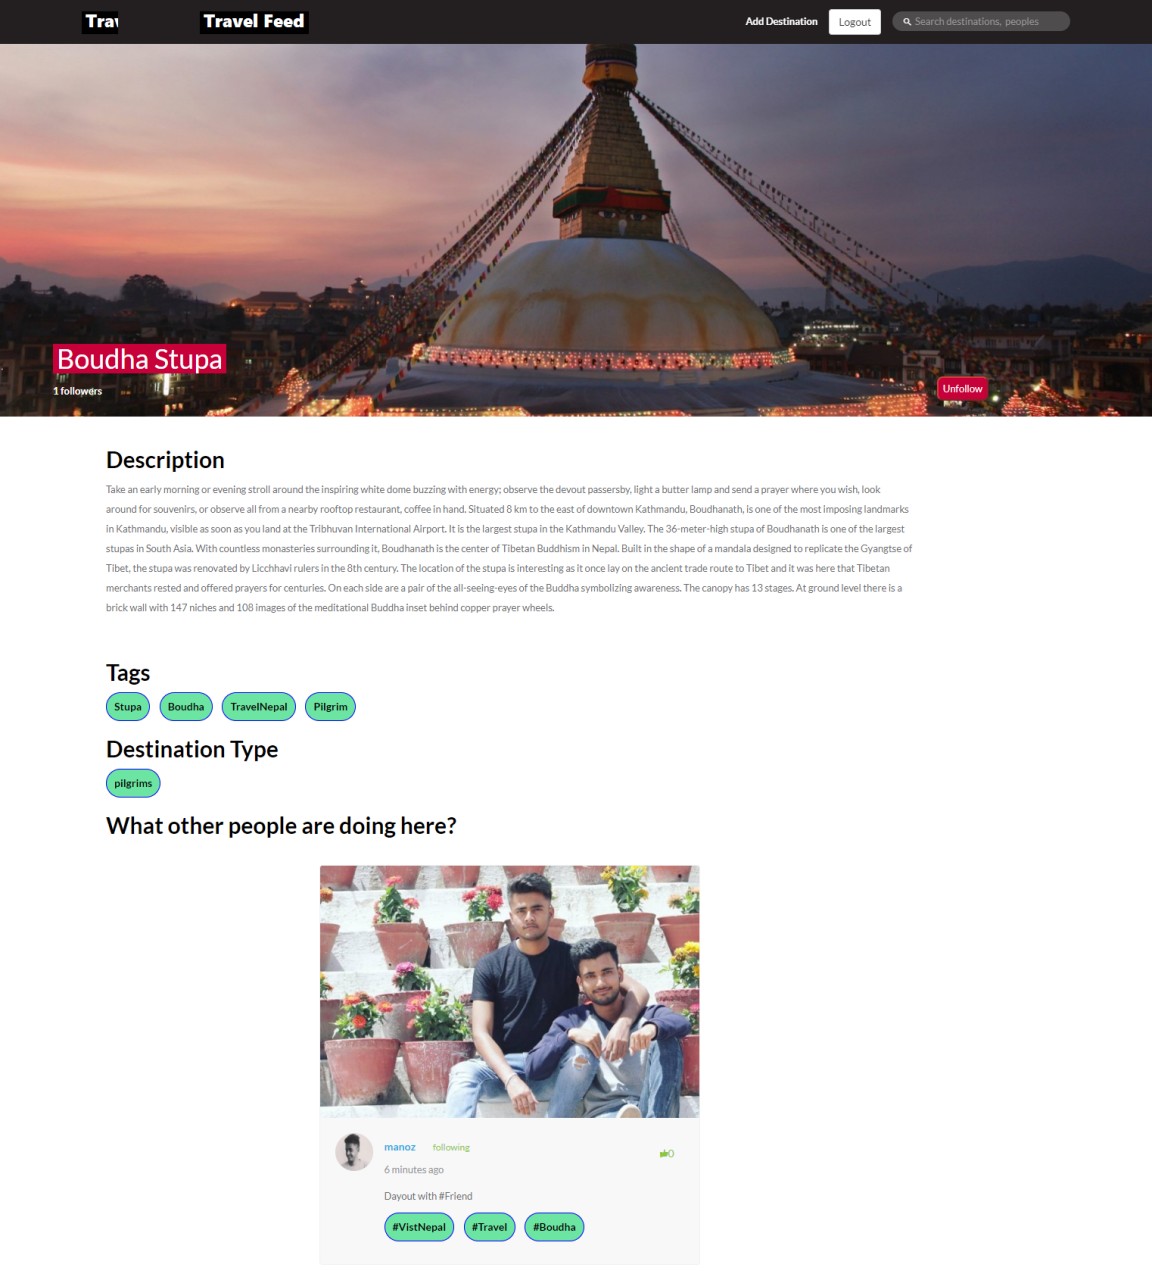 Trav
Travel Feed
Add Destination
Logout
Search destinations, peoples
Boudha Stupa
1 followers
Unfollow
Description
Take an early morning or evening stroll around the inspiring white dome buzzing with energy; observe the devout passersby, light a butter lamp and send a prayer where you wish, look
around for souvenirs, or observe all from a nearby rooftop restaurant, coffee in hand. Situated 8 km to the east of downtown Kathmandu, Boudhanath, is one of the most imposing landmarks
in Kathmandu, visible as soon as you land at the Tribhuvan International Airport. It is the largest stupa in the Kathmandu Valley. The 36-meter-high stupa of Boudhanath is one of the largest
stupas in South Asia. With countless monasteries surrounding it, Boudhanath is the center of Tibetan Buddhism in Nepal. Built in the shape of a mandala designed to replicate the Gyangtse of
Tibet, the stupa was renovated by Licchhavi rulers in the 8th century. The location of the stupa is interesting as it once lay on the ancient trade route to Tibet and it was here that Tibetan
merchants rested and offered prayers for centuries. On each side are a pair of the all-seeing-eyes of the Buddha symbolizing awareness. The canopy has 13 stages. At ground level there is a
brick wall with 147 niches and 108 images of the meditational Buddha inset behind copper prayer wheels.
Tags
Stupa
Boudha
TravelNepal
Pilgrim
Destination Type
pilgrims
What other people are doing here?
manoz
following
0
6 minutes ago
Dayout with #Friend
#VistNepal
#Travel
#Boudha